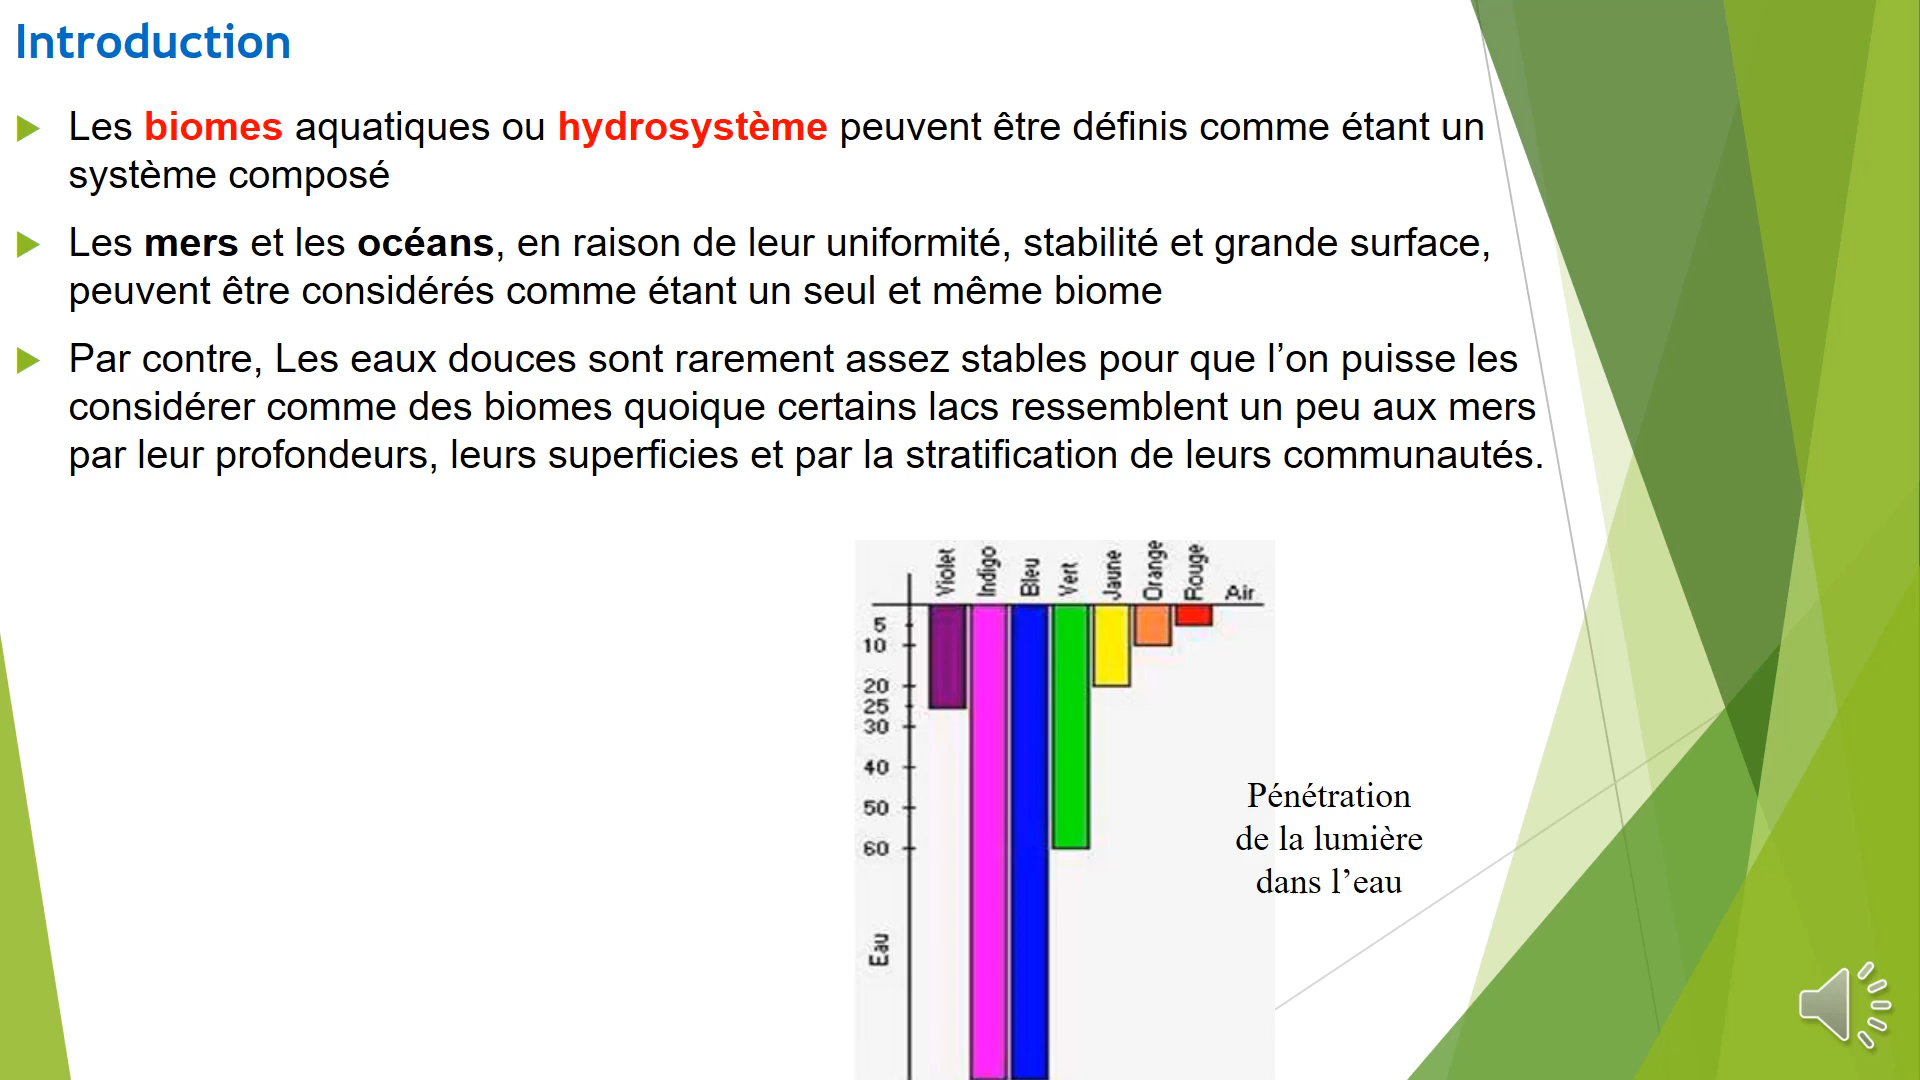 Introduction
Les biomes aquatiques ou hydrosystème peuvent être définis comme étant un
système composé
Les mers et les océans, en raison de leur uniformité, stabilité et grande surface,
peuvent être considérés comme étant un seul et même biome
Par contre, Les eaux douces sont rarement assez stables pour que l’on puisse les
considérer comme des biomes quoique certains lacs ressemblent un peu aux mers
par leur profondeurs, leurs superficies et par la stratification de leurs communautés.
Violet
Indigo
Bleu
Vert
Jaune
Orange
Rouge
Air
5
10
20
25
30
40
50
60
Eau
Pénétration
de la lumière
dans l’eau